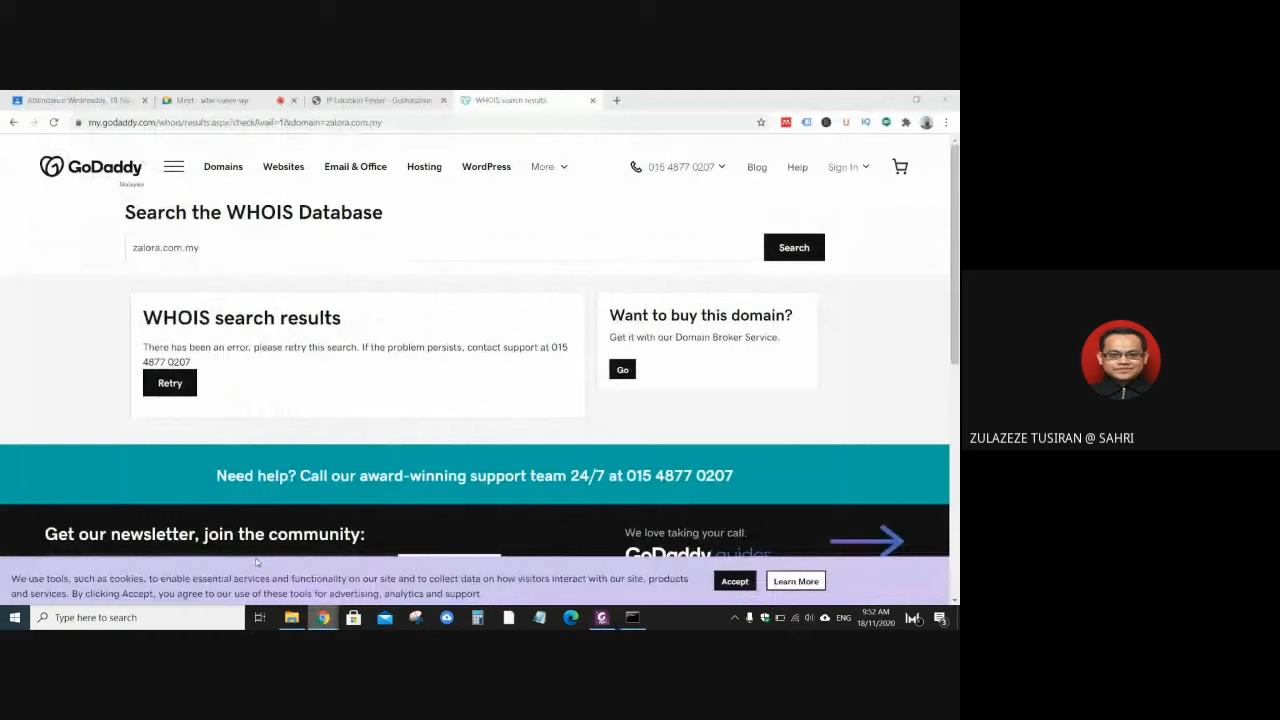 Attendance Wednesday, 18 No
Meet -
IP Location Finder - Geolocation
WHOIS search results
my.godaddy.com/whois/results.aspx?checkAvail=1&domain=zalora.com.my
GoDaddy
Malaysia
Domains
Websites
Email & Office
Hosting
WordPress
More
015 4877 0207
Blog
Help
Sign In
Search the WHOIS Database
zalora.com.my
Search
WHOIS search results
There has been an error, please retry this search. If the problem persists, contact support at 015
4877 0207
Retry
Want to buy this domain?
Get it with our Domain Broker Service.
Go
ZULAZEZE TUSIRAN @ SAHRI
Need help? Call our award-winning support team 24/7 at 015 4877 0207
Get our newsletter, join the community:
We love taking your call.
GoDaddy guides
We use tools, such as cookies, to enable essential services and functionality on our site and to collect data on how visitors interact with our site, products
and services. By clicking Accept, you agree to our use of these tools for advertising, analytics and support.
Accept
Learn More
Type here to search
ENG
9:52 AM
18/11/2020